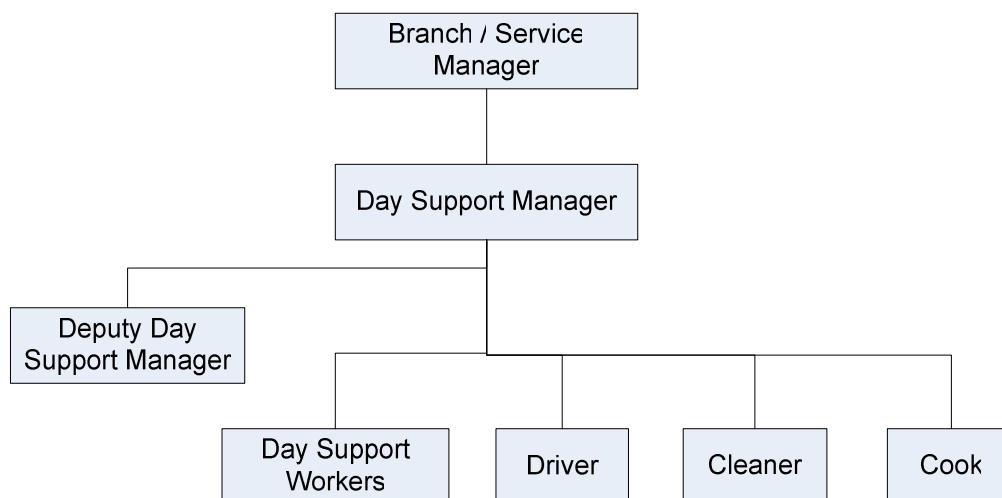 Branch / Service
Manager
Day Support Manager
Deputy Day
Support Manager
Day Support
Workers
Driver
Cleaner
Cook